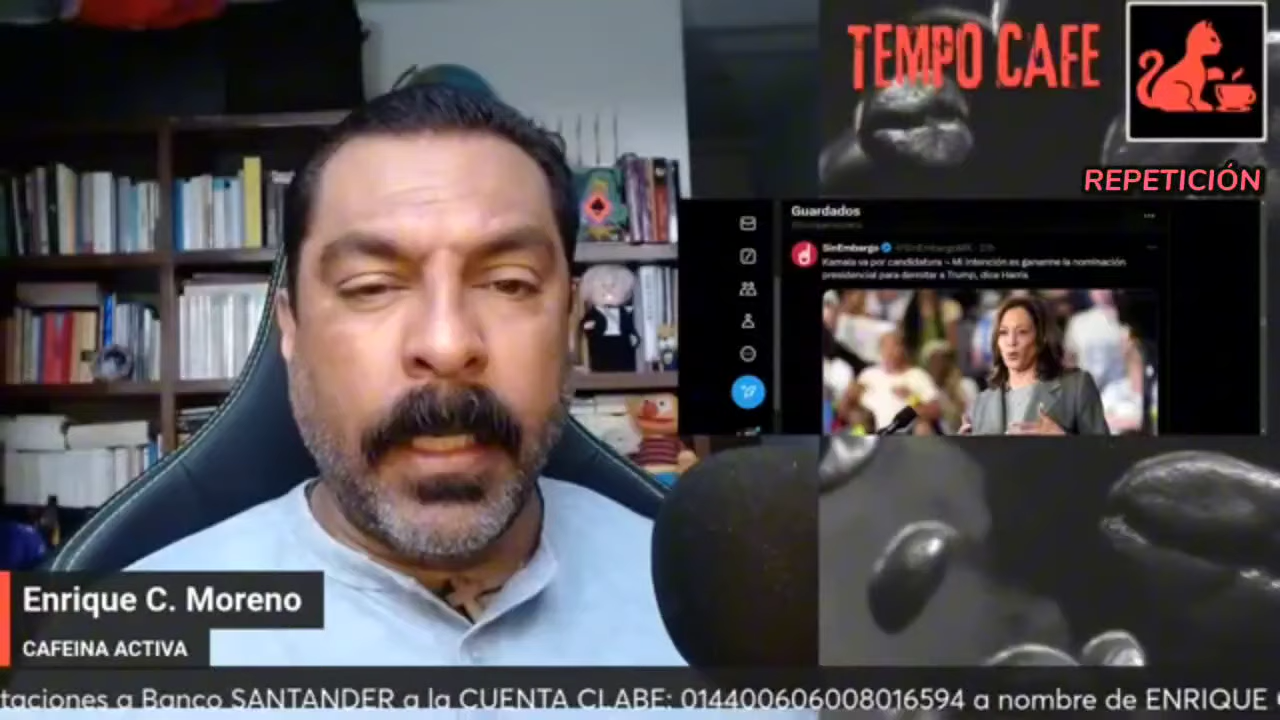 TEMPO CAFE
REPETICIÓN
Guardados
SinEmbargo
Kamala va por candidatura – Mi intención es ganarme la nominación
presidencial para derrotar a Trump, dice Harris
Enrique C. Moreno
CAFEINA ACTIVA
taciones a Banco SANTANDER a la CUENTA CLABE: 014400606008016594 a nombre de ENRIQUE